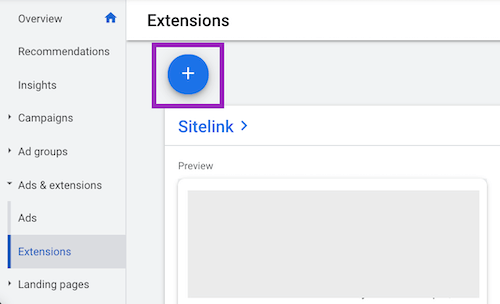 Overview
Recommendations
Insights
Campaigns
Ad groups
Ads & extensions
Ads
Extensions
Landing pages
Extensions
+
Sitelink
Preview